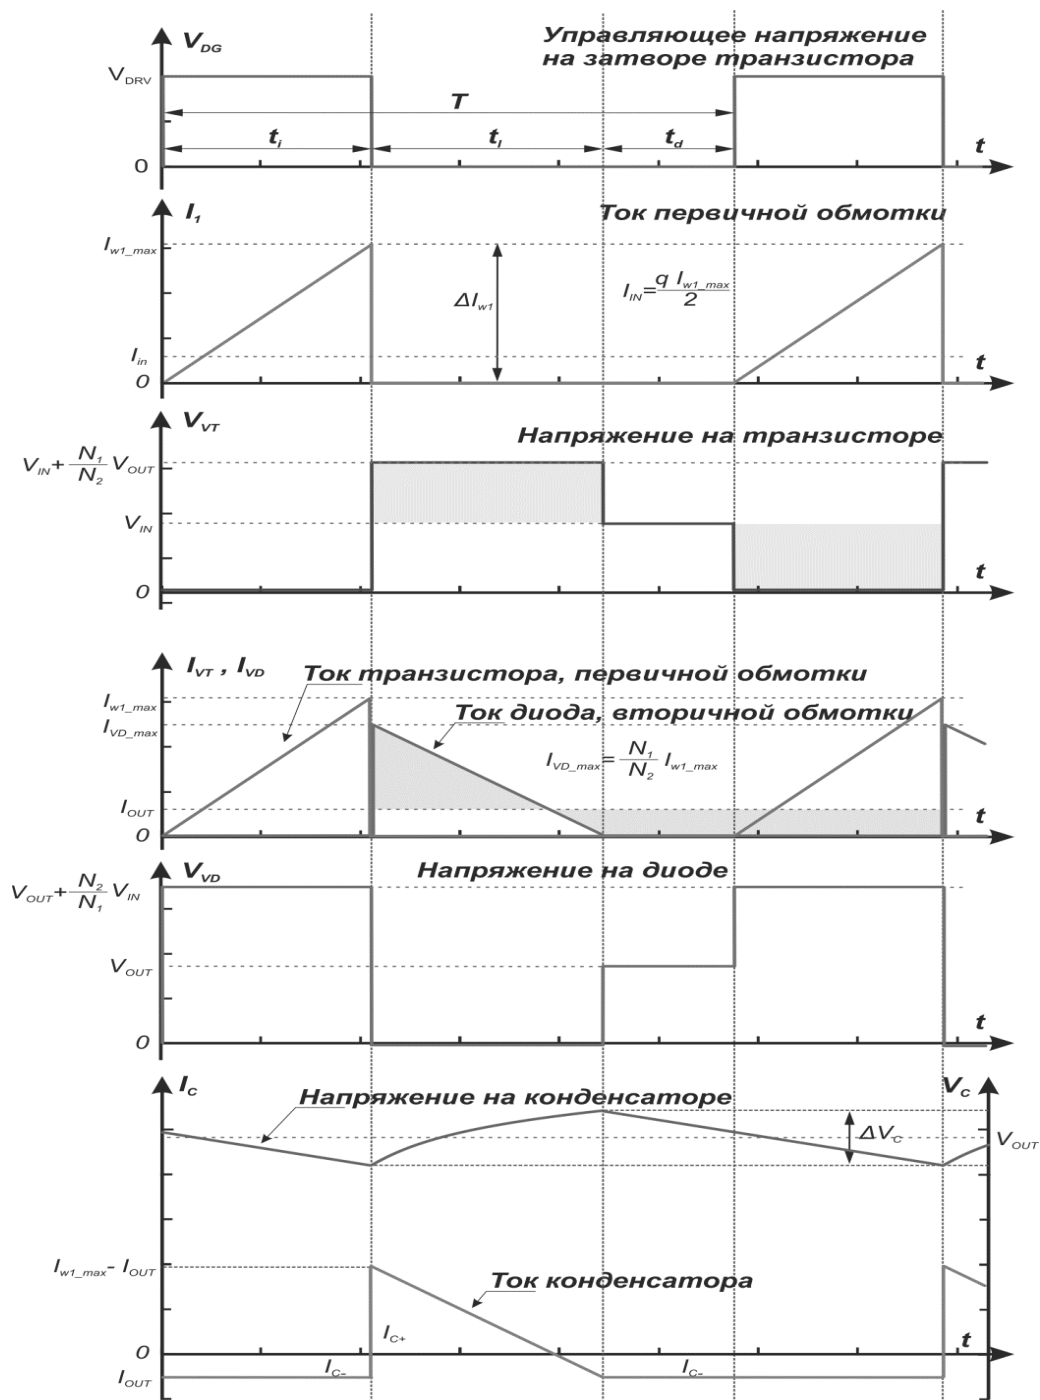 V_DG
Управляющее напряжение
на затворе транзистора
V_DRV
T
t_i
t_l
t_d
t
0
I_1
Ток первичной обмотки
I_w1_max
ΔI_w1
I_IN = q I_w1_max / 2
I_in
0
t
V_VT
Напряжение на транзисторе
V_IN + N_1/N_2 V_OUT
V_IN
0
t
I_VT , I_VD
Ток транзистора, первичной обмотки
I_w1_max
Ток диода, вторичной обмотки
I_VD_max
I_VD_max = N_1/N_2 I_w1_max
I_OUT
0
t
V_VD
Напряжение на диоде
V_OUT + N_2/N_1 V_IN
V_OUT
0
t
I_C
V_C
Напряжение на конденсаторе
ΔV_C
V_OUT
I_w1_max - I_OUT
Ток конденсатора
I_C+
0
t
I_C-
I_C-
I_OUT